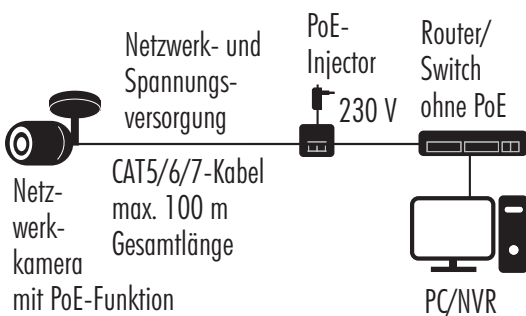 Netzwerk- und
Spannungs-
versorgung
PoE-
Injector
230 V
Router/
Switch
ohne PoE
CAT5/6/7-Kabel
max. 100 m
Gesamtlänge
Netz-
werk-
kamera
mit PoE-Funktion
PC/NVR